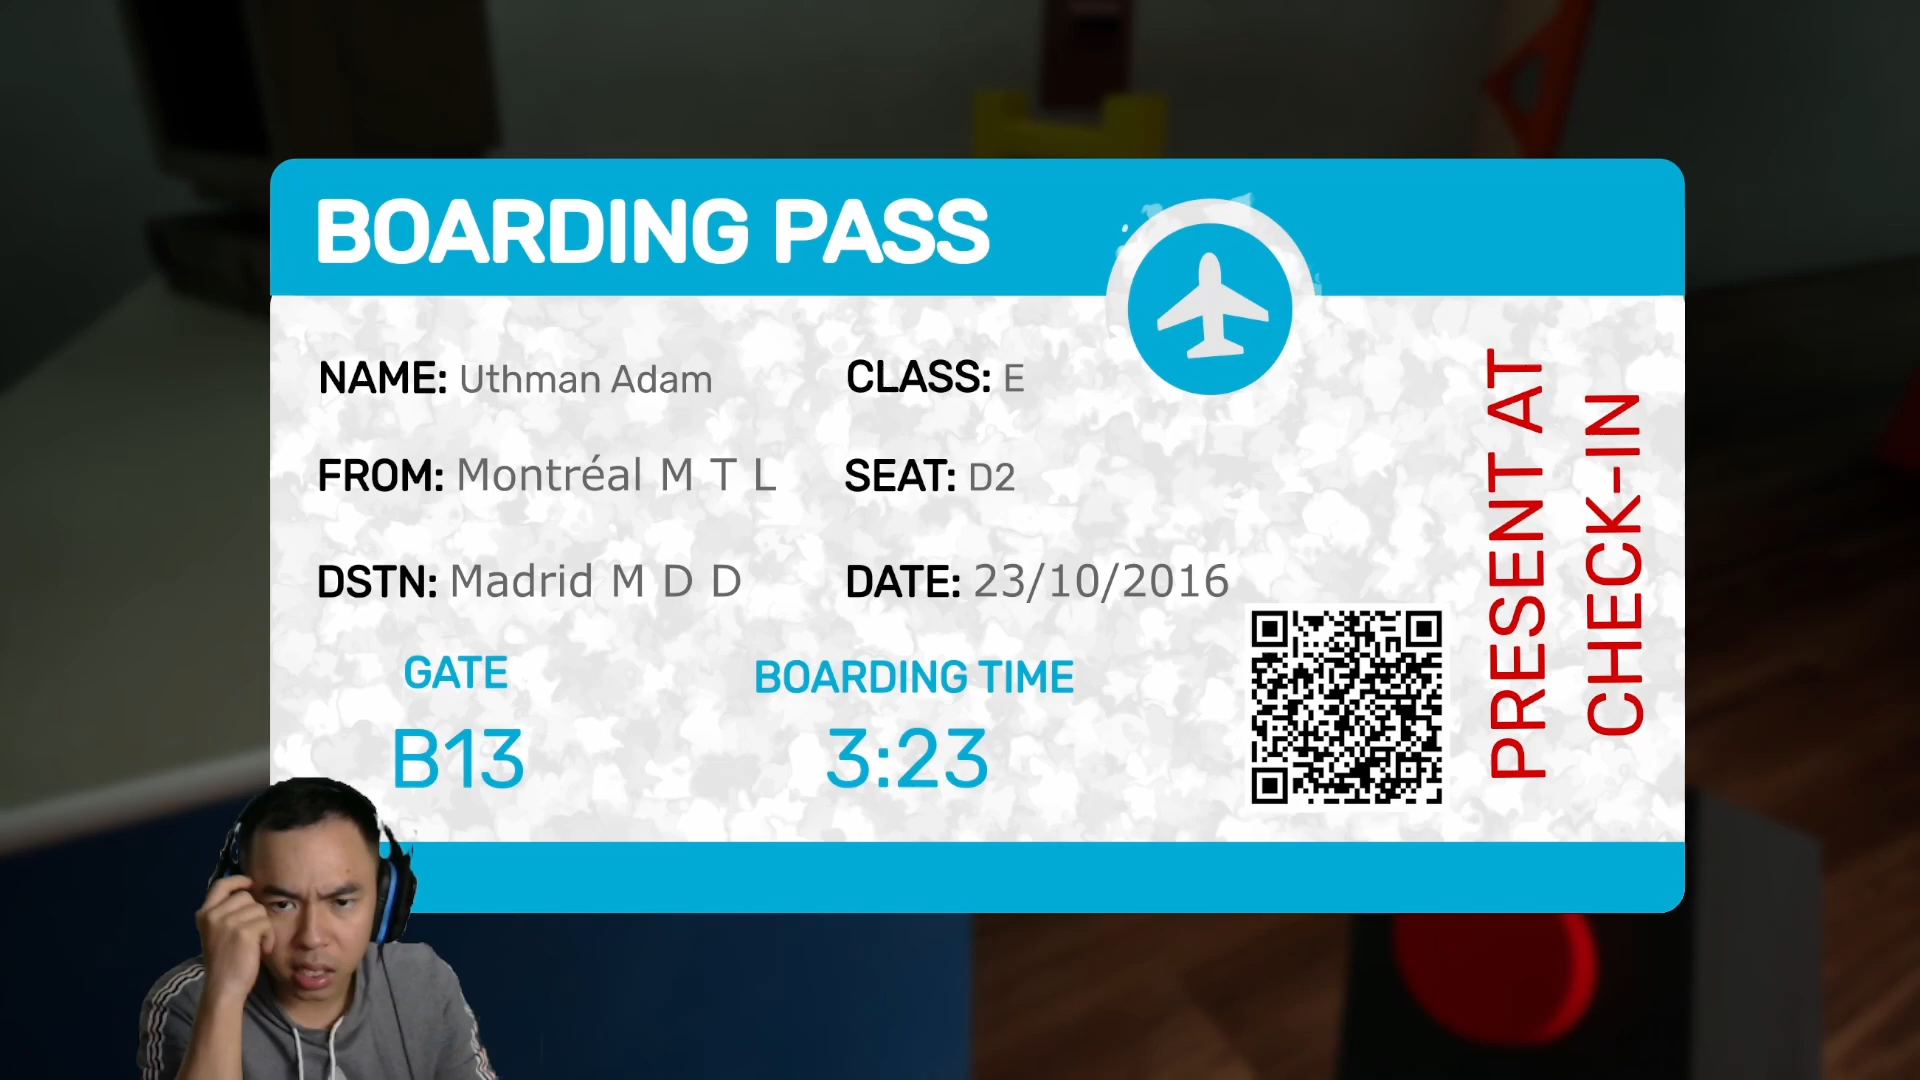 BOARDING PASS
NAME: Uthman Adam
CLASS: E
FROM: Montréal M T L
SEAT: D2
DSTN: Madrid M D D
DATE: 23/10/2016
GATE
B13
BOARDING TIME
3:23
PRESENT AT
CHECK-IN